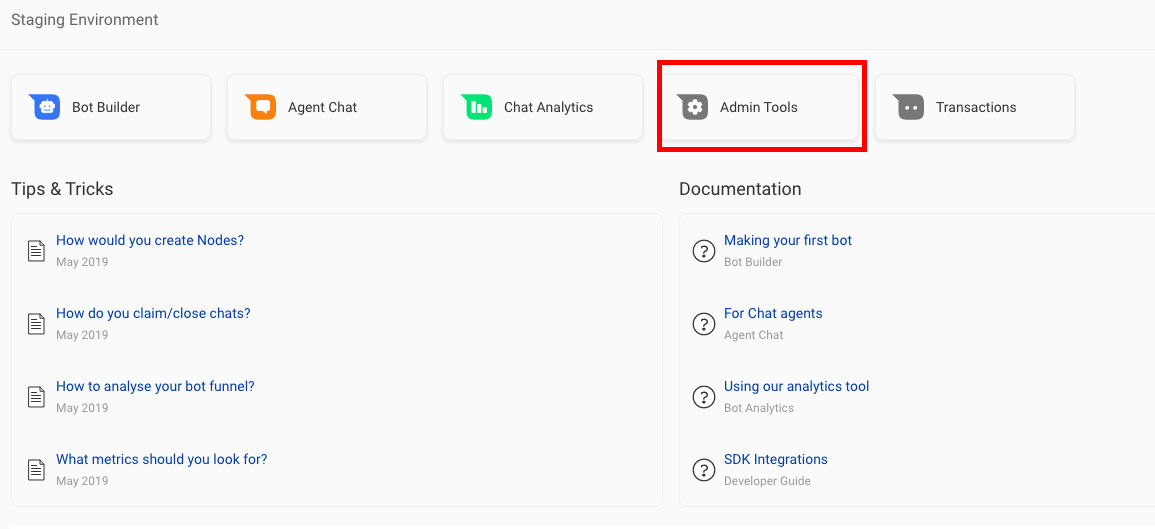 Staging Environment
Bot Builder
Agent Chat
Chat Analytics
Admin Tools
Transactions
Tips & Tricks
How would you create Nodes?
May 2019
How do you claim/close chats?
May 2019
How to analyse your bot funnel?
May 2019
What metrics should you look for?
May 2019
Documentation
Making your first bot
Bot Builder
For Chat agents
Agent Chat
Using our analytics tool
Bot Analytics
SDK Integrations
Developer Guide